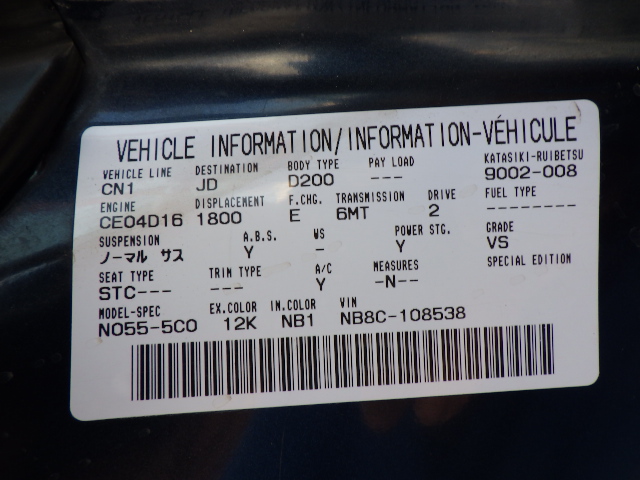 VEHICLE INFORMATION/INFORMATION-VÉHICULE
VEHICLE LINE DESTINATION BODY TYPE PAY LOAD KATASIKI-RUIBETSU
CN1 JD D200 9002-008
ENGINE DISPLACEMENT F.CHG. TRANSMISSION DRIVE FUEL TYPE
CE04D16 1800 E 6MT 2 --------
SUSPENSION A.B.S. WS POWER STG. GRADE
ノーマル サス Y - Y VS
SEAT TYPE TRIM TYPE A/C MEASURES SPECIAL EDITION
STC--- --- Y -N--
MODEL-SPEC EX.COLOR IN.COLOR VIN
N055-5C0 12K NB1 NB8C-108538